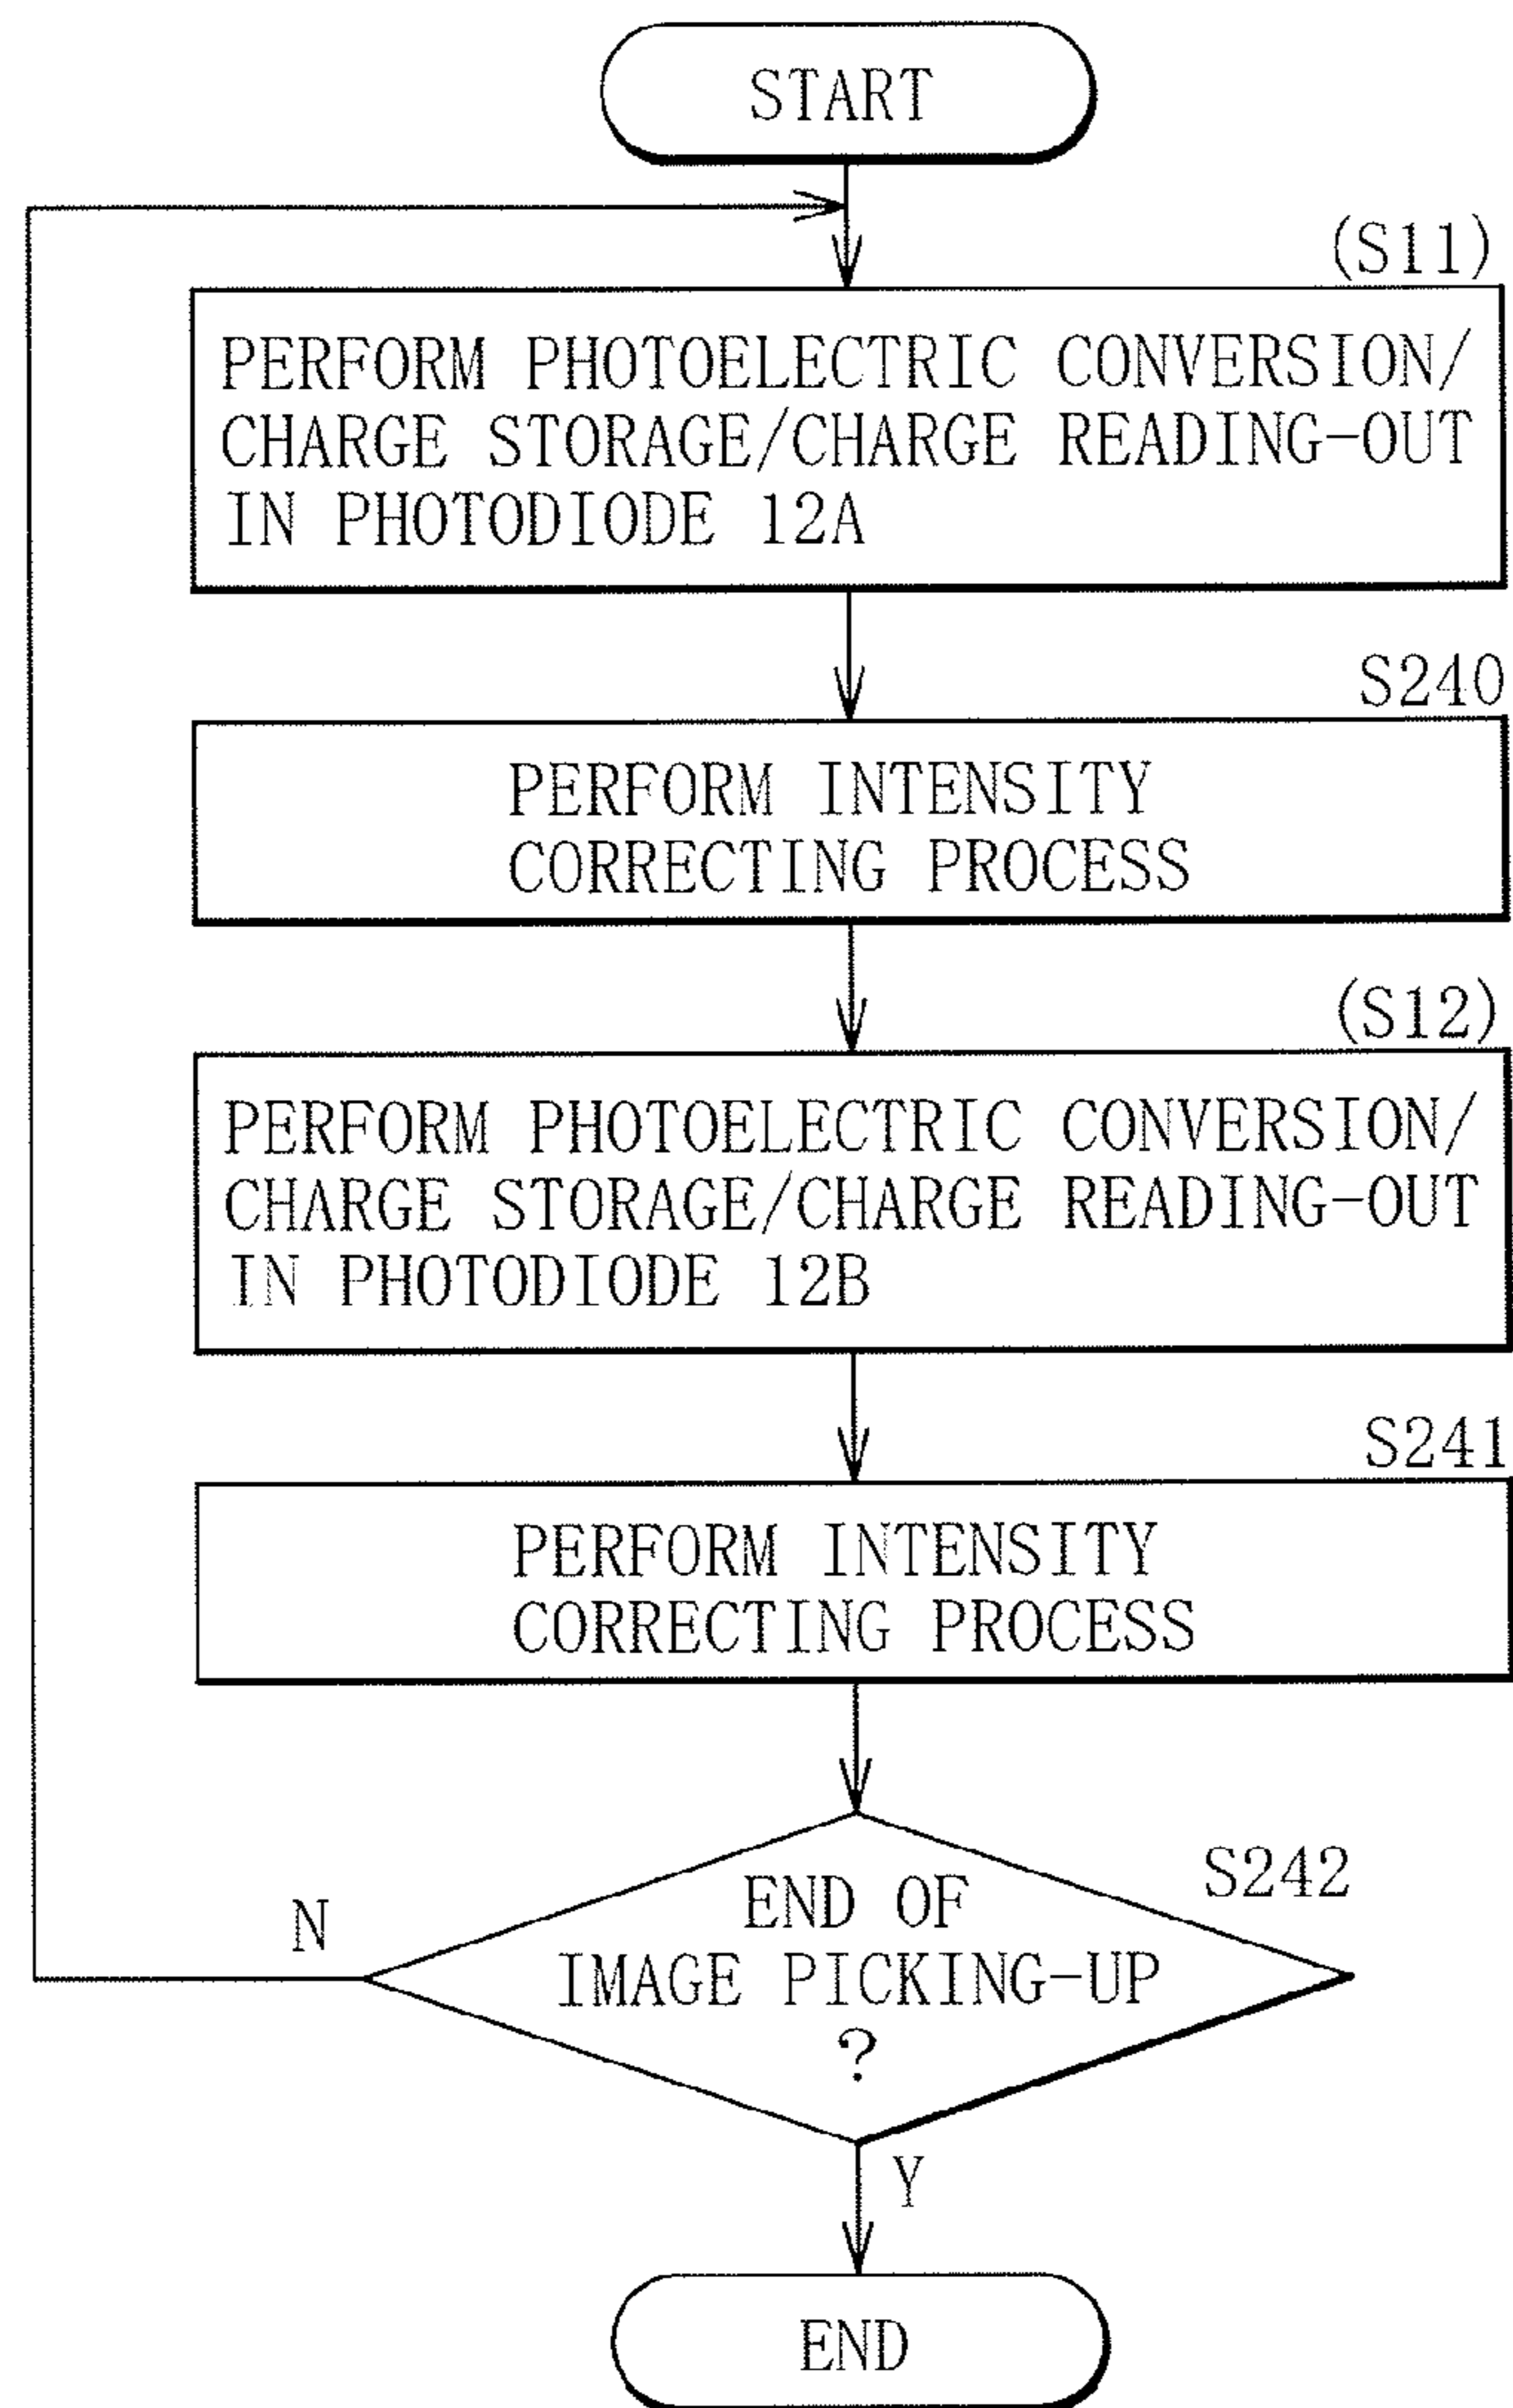 START
(S11)
PERFORM PHOTOELECTRIC CONVERSION/
CHARGE STORAGE/CHARGE READING-OUT
IN PHOTODIODE 12A
S240
PERFORM INTENSITY
CORRECTING PROCESS
(S12)
PERFORM PHOTOELECTRIC CONVERSION/
CHARGE STORAGE/CHARGE READING-OUT
IN PHOTODIODE 12B
S241
PERFORM INTENSITY
CORRECTING PROCESS
S242
END OF
N
IMAGE PICKING-UP
?
Y
END